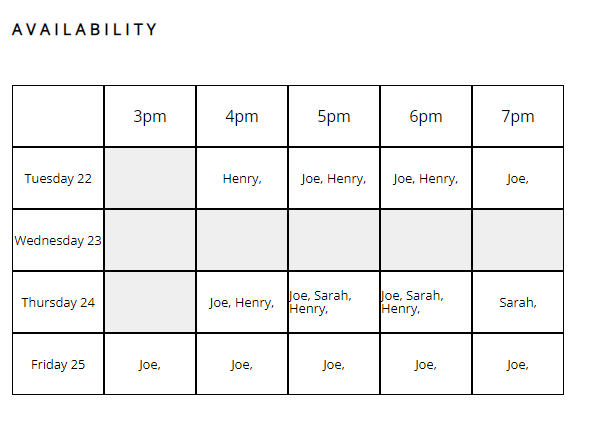 AVAILABILITY
3pm 4pm 5pm 6pm 7pm
Tuesday 22 Henry, Joe, Henry, Joe, Henry, Joe,
Wednesday 23
Thursday 24 Joe, Henry, Joe, Sarah, Henry, Joe, Sarah, Henry, Sarah,
Friday 25 Joe, Joe, Joe, Joe, Joe,